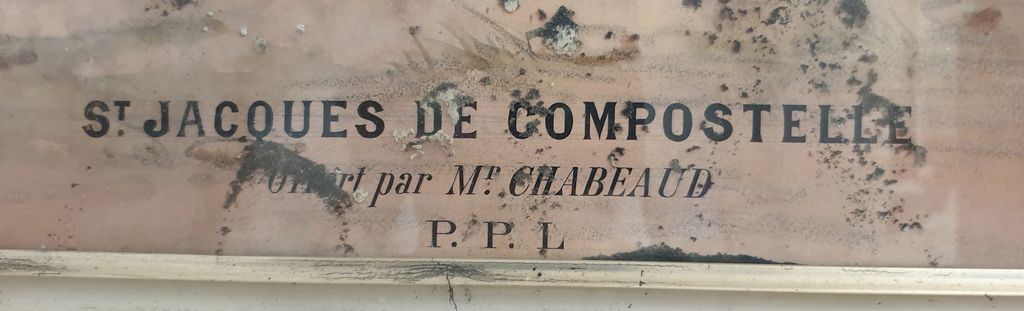 ST JACQUES DE COMPOSTELLE
Offert par Mr CHABEAUD
P. P. L